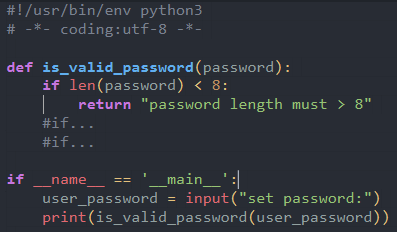 #!/usr/bin/env python3
# -*- coding:utf-8 -*-
def is_valid_password(password):
if len(password) < 8:
return "password length must > 8"
#if...
#if...
if __name__ == '__main__':
user_password = input("set password:")
print(is_valid_password(user_password))